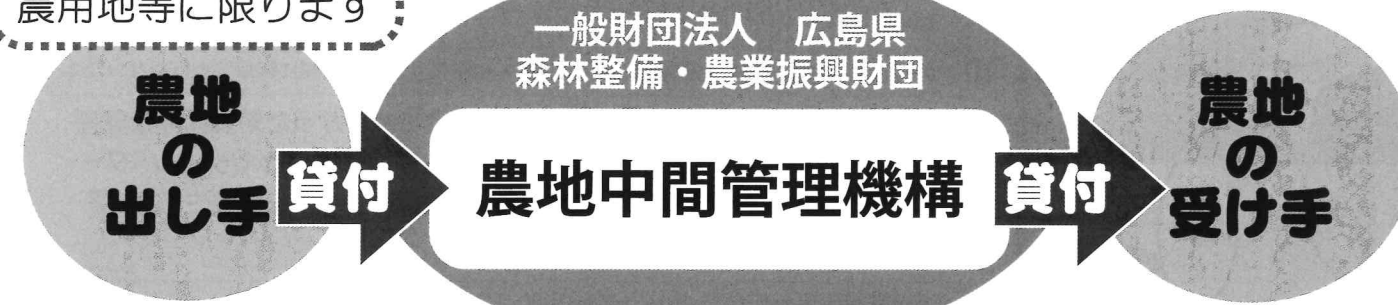 農用地等に限ります
農地
の
出し手
貸付
一般財団法人 広島県
森林整備・農業振興財団
農地中間管理機構
貸付
農地
の
受け手